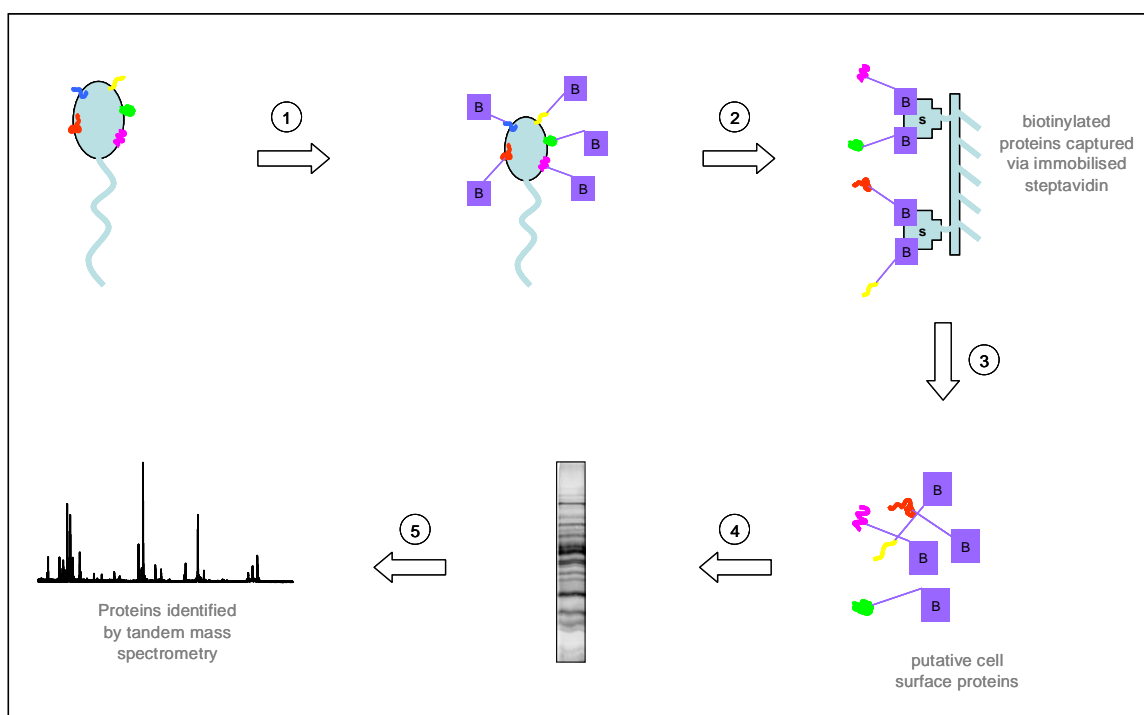 1
B
B
B
B
B
2
B
s
B
B
s
B
biotinylated
proteins captured
via immobilised
steptavidin
3
B
B
B
B
putative cell
surface proteins
4
5
Proteins identified
by tandem mass
spectrometry